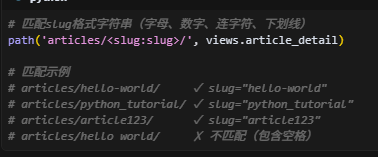 # 匹配slug格式字符串（字母、数字、连字符、下划线）
path('articles/<slug:slug>/', views.article_detail)
# 匹配示例
# articles/hello-world/ ✓ slug="hello-world"
# articles/python_tutorial/ ✓ slug="python_tutorial"
# articles/article123/ ✓ slug="article123"
# articles/hello world/ ✗ 不匹配（包含空格）